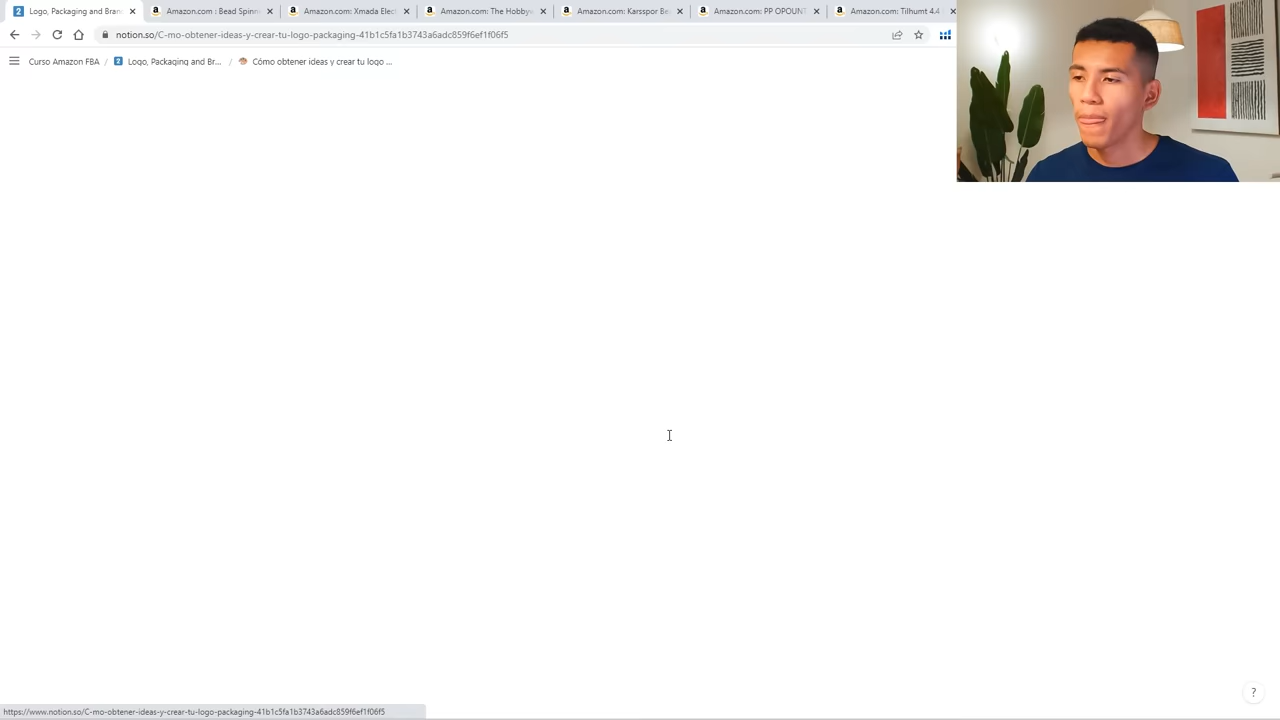 2 Logo, Packaging and Bran
Amazon.com : Bead Spinn
Amazon.com: Xmada Elec
Amazon.com: The Hobby
Amazon.com: Karsspor Be
Amazon.com: PP OPOUNT
Amazon.com: Tilhumt 4.4
notion.so/C-mo-obtener-ideas-y-crear-tu-logo-packaging-41b1c5fa1b3743a6adc859f6ef1f06f5
Curso Amazon FBA / 2 Logo, Packaging and Br... / Cómo obtener ideas y crear tu logo ...
?
https://www.notion.so/C-mo-obtener-ideas-y-crear-tu-logo-packaging-41b1c5fa1b3743a6adc859f6ef1f06f5